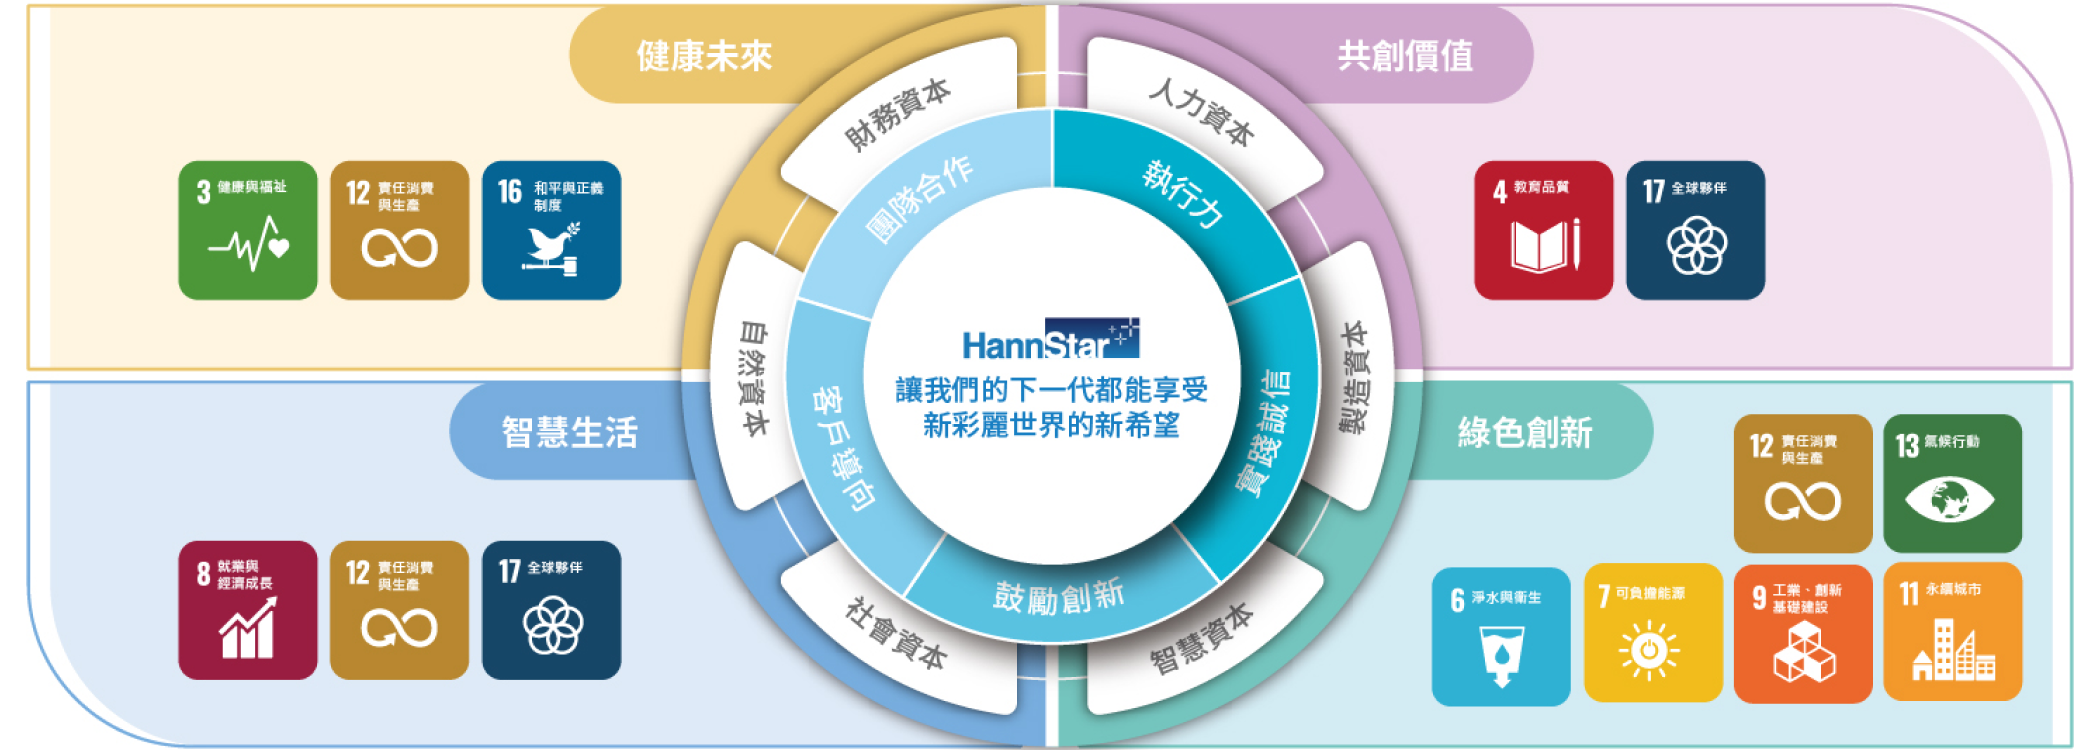 健康未來
3 健康與福祉
12 責任消費
與生產
16 和平與正義
制度
共創價值
4 教育品質
17 全球夥伴
智慧生活
8 就業與
經濟成長
12 責任消費
與生產
17 全球夥伴
綠色創新
12 責任消費
與生產
13 氣候行動
6 淨水與衛生
7 可負擔能源
9 工業、創新
基礎建設
11 永續城市
財務資本
人力資本
製造資本
智慧資本
社會資本
自然資本
團隊合作
執行力
實踐誠信
鼓勵創新
客戶導向
HannStar
讓我們的下一代都能享受
新彩麗世界的新希望